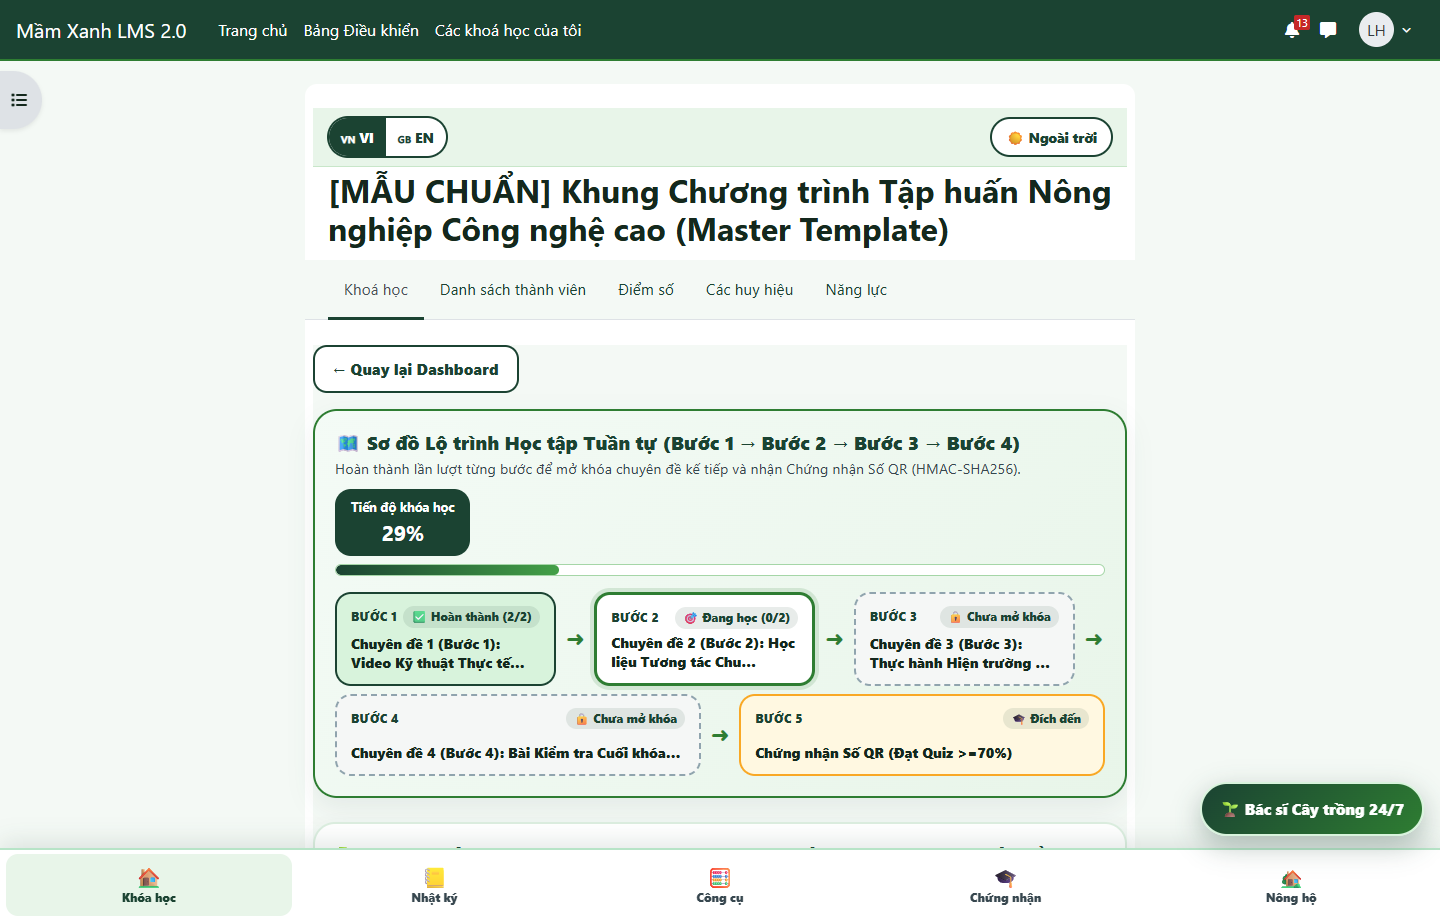 Mầm Xanh LMS 2.0
Trang chủ
Bảng Điều khiển
Các khoá học của tôi
13
LH
VN VI
GB EN
Ngoài trời
[MẪU CHUẨN] Khung Chương trình Tập huấn Nông
nghiệp Công nghệ cao (Master Template)
Khoá học
Danh sách thành viên
Điểm số
Các huy hiệu
Năng lực
← Quay lại Dashboard
Sơ đồ Lộ trình Học tập Tuần tự (Bước 1 → Bước 2 → Bước 3 → Bước 4)
Hoàn thành lần lượt từng bước để mở khóa chuyên đề kế tiếp và nhận Chứng nhận Số QR (HMAC-SHA256).
Tiến độ khóa học
29%
BƯỚC 1
Hoàn thành (2/2)
Chuyên đề 1 (Bước 1):
Video Kỹ thuật Thực tế...
➜
BƯỚC 2
Đang học (0/2)
Chuyên đề 2 (Bước 2): Học
liệu Tương tác Chu...
➜
BƯỚC 3
Chưa mở khóa
Chuyên đề 3 (Bước 3):
Thực hành Hiện trường ...
➜
BƯỚC 4
Chưa mở khóa
Chuyên đề 4 (Bước 4): Bài Kiểm tra Cuối khóa...
➜
BƯỚC 5
Đích đến
Chứng nhận Số QR (Đạt Quiz >=70%)
Bác sĩ Cây trồng 24/7
Khóa học
Nhật ký
Công cụ
Chứng nhận
Nông hộ